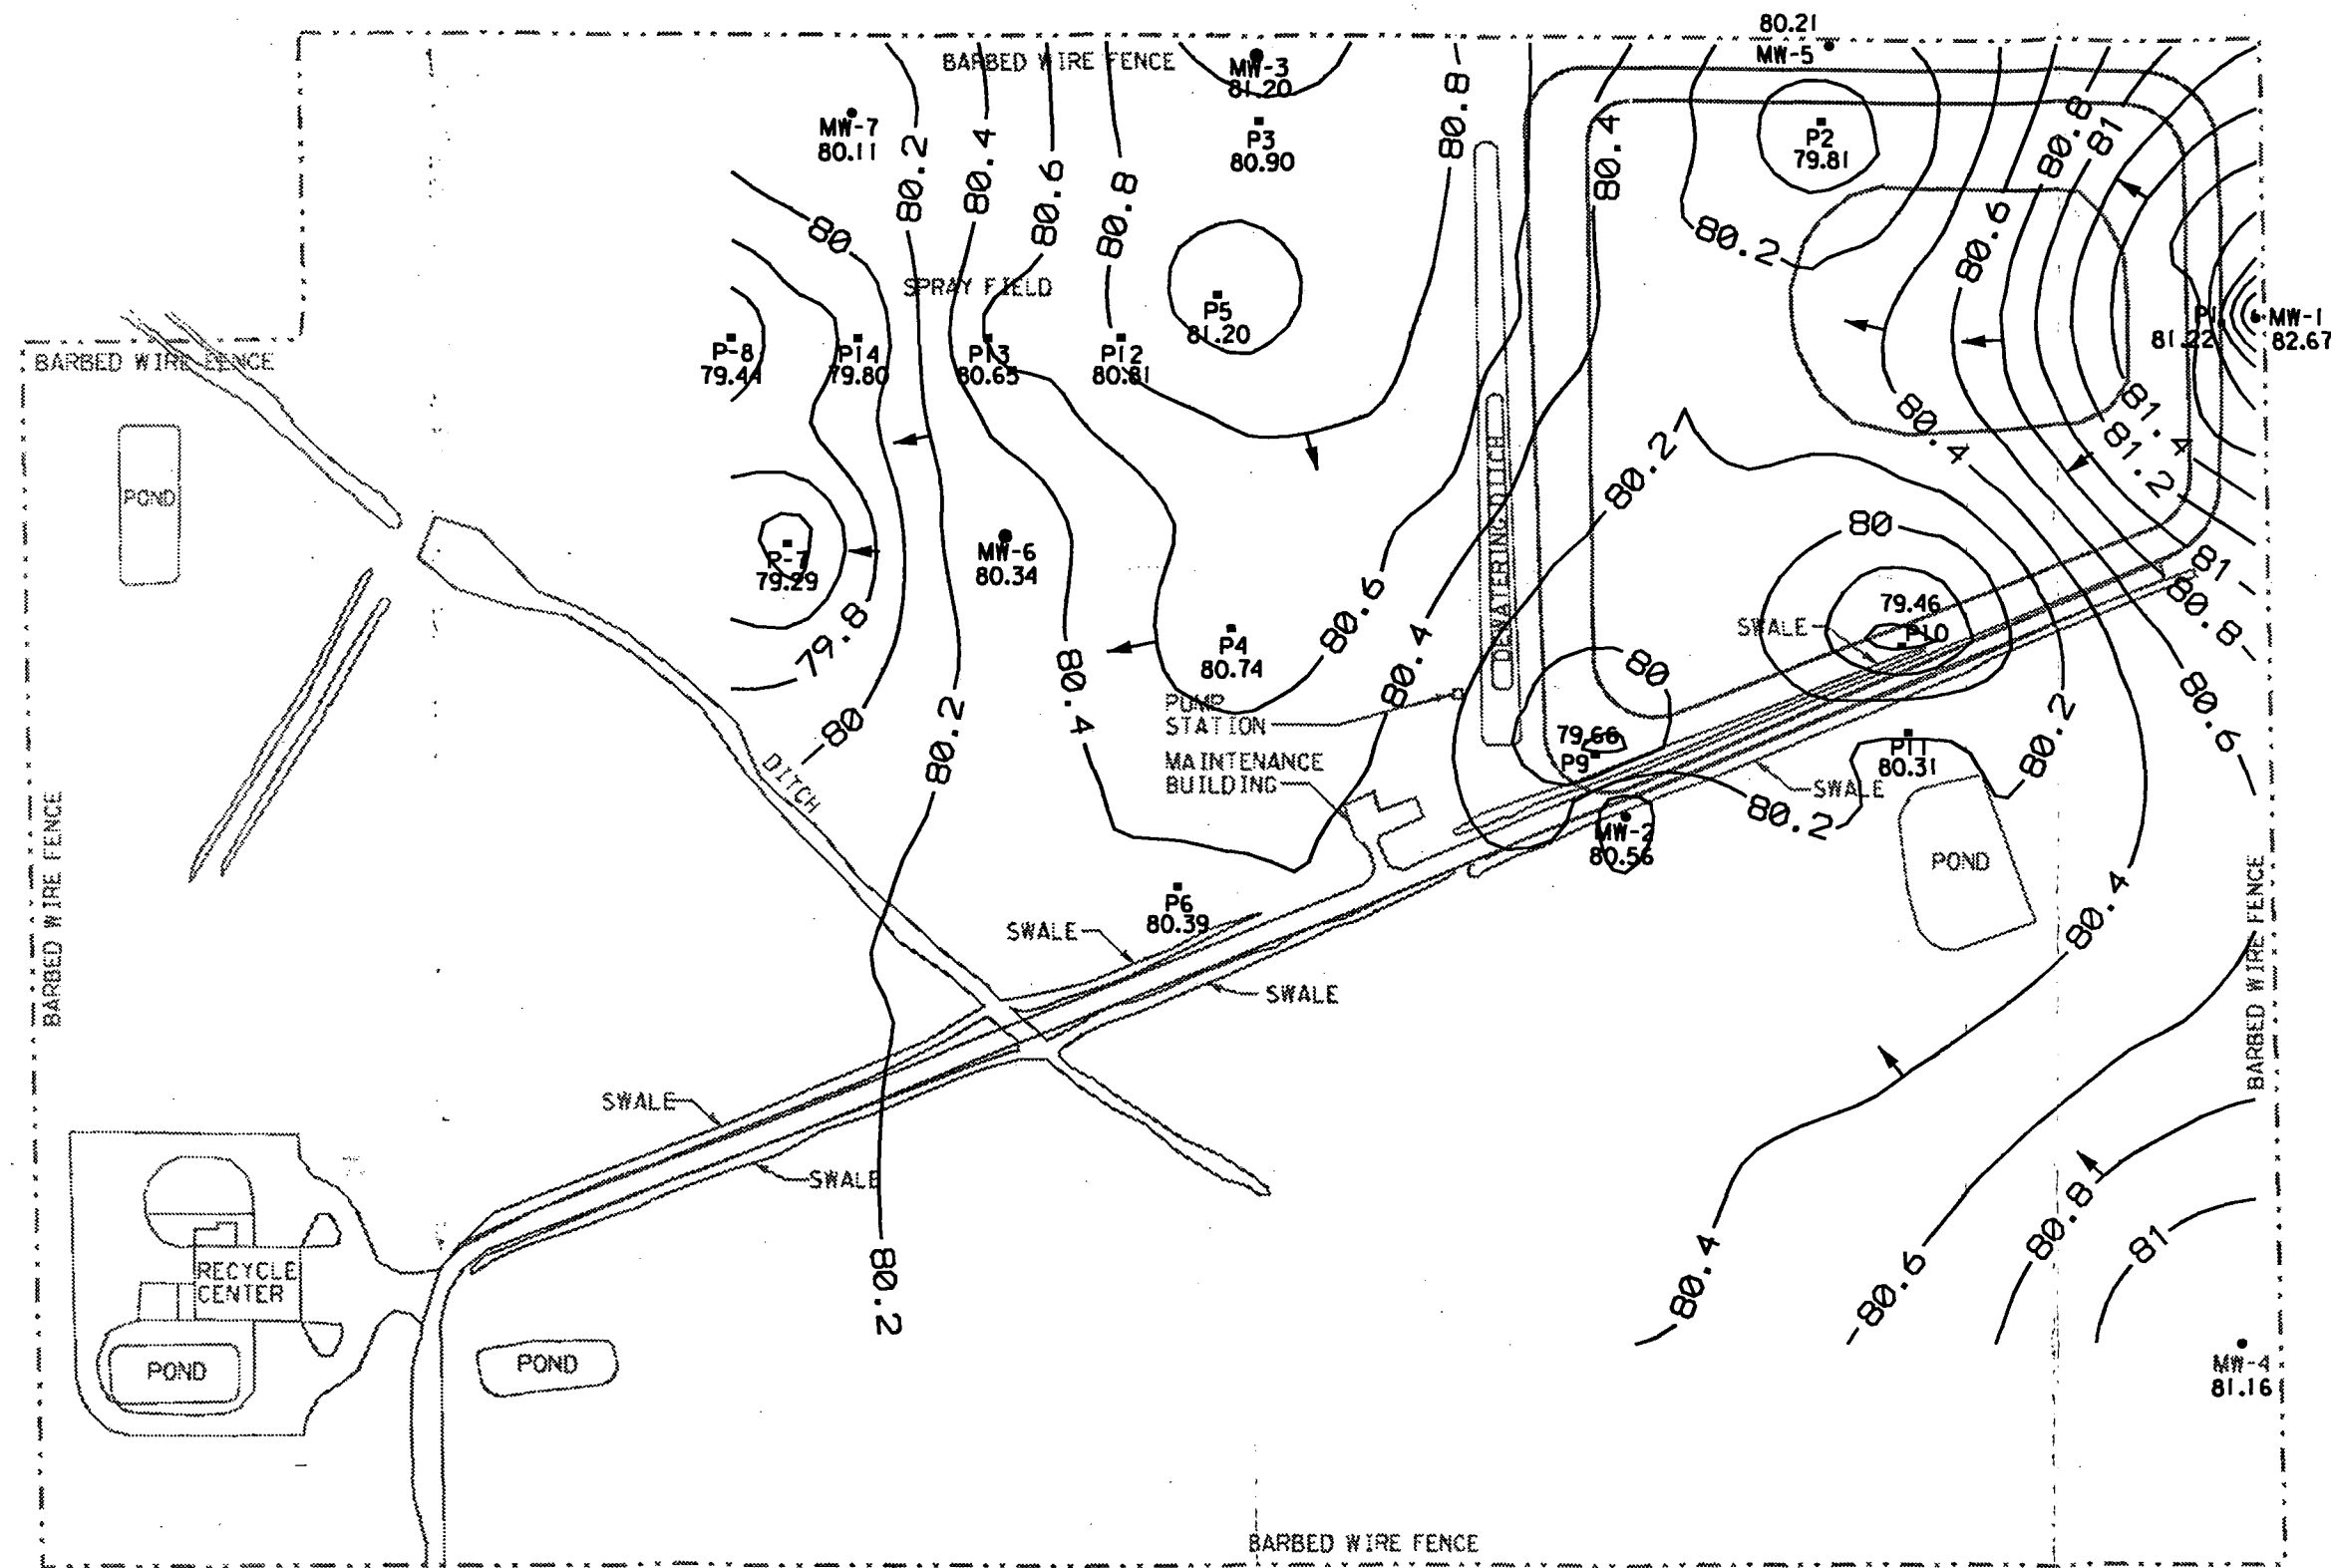 80.21
MW-5
BARBED WIRE FENCE
MW-3
81.20
MW-7
80.11
P3
80.90
P2
79.81
80.2
80.4
80.6
80.8
80.8
80.4
80.8
81
80.6
80.2
80
SPRAY FIELD
P5
81.20
P1
81.22
MW-1
82.67
BARBED WIRE FENCE
P-8
79.44
P14
79.80
P13
80.65
P12
80.81
80.4
81.4
81.2
80.2
POND
DEWATERING DITCH
80
P-7
79.29
MW-6
80.34
81
80.8
79.8
80.6
80.4
P4
80.74
79.46
P10
SWALE
80
80.4
80.2
80.6
80
80.2
DITCH
PUMP
STATION
79.66
P9
MAINTENANCE
BUILDING
P11
80.31
SWALE
80.2
MW-2
80.56
POND
BARBED WIRE FENCE
P6
80.39
80.4
BARBED WIRE FENCE
SWALE
SWALE
SWALE
SWALE
80.8
81
80.6
80.4
80.2
RECYCLE
CENTER
POND
POND
MW-4
81.16
BARBED WIRE FENCE